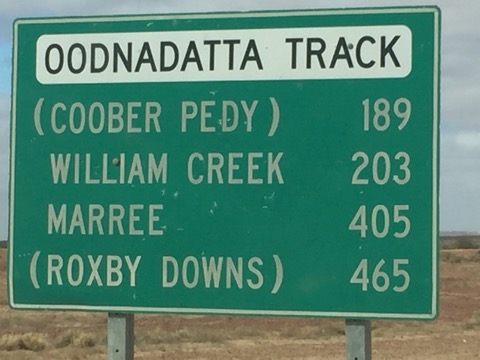 OODNADATTA TRACK
(COOBER PEDY) 189
WILLIAM CREEK 203
MARREE 405
(ROXBY DOWNS) 465